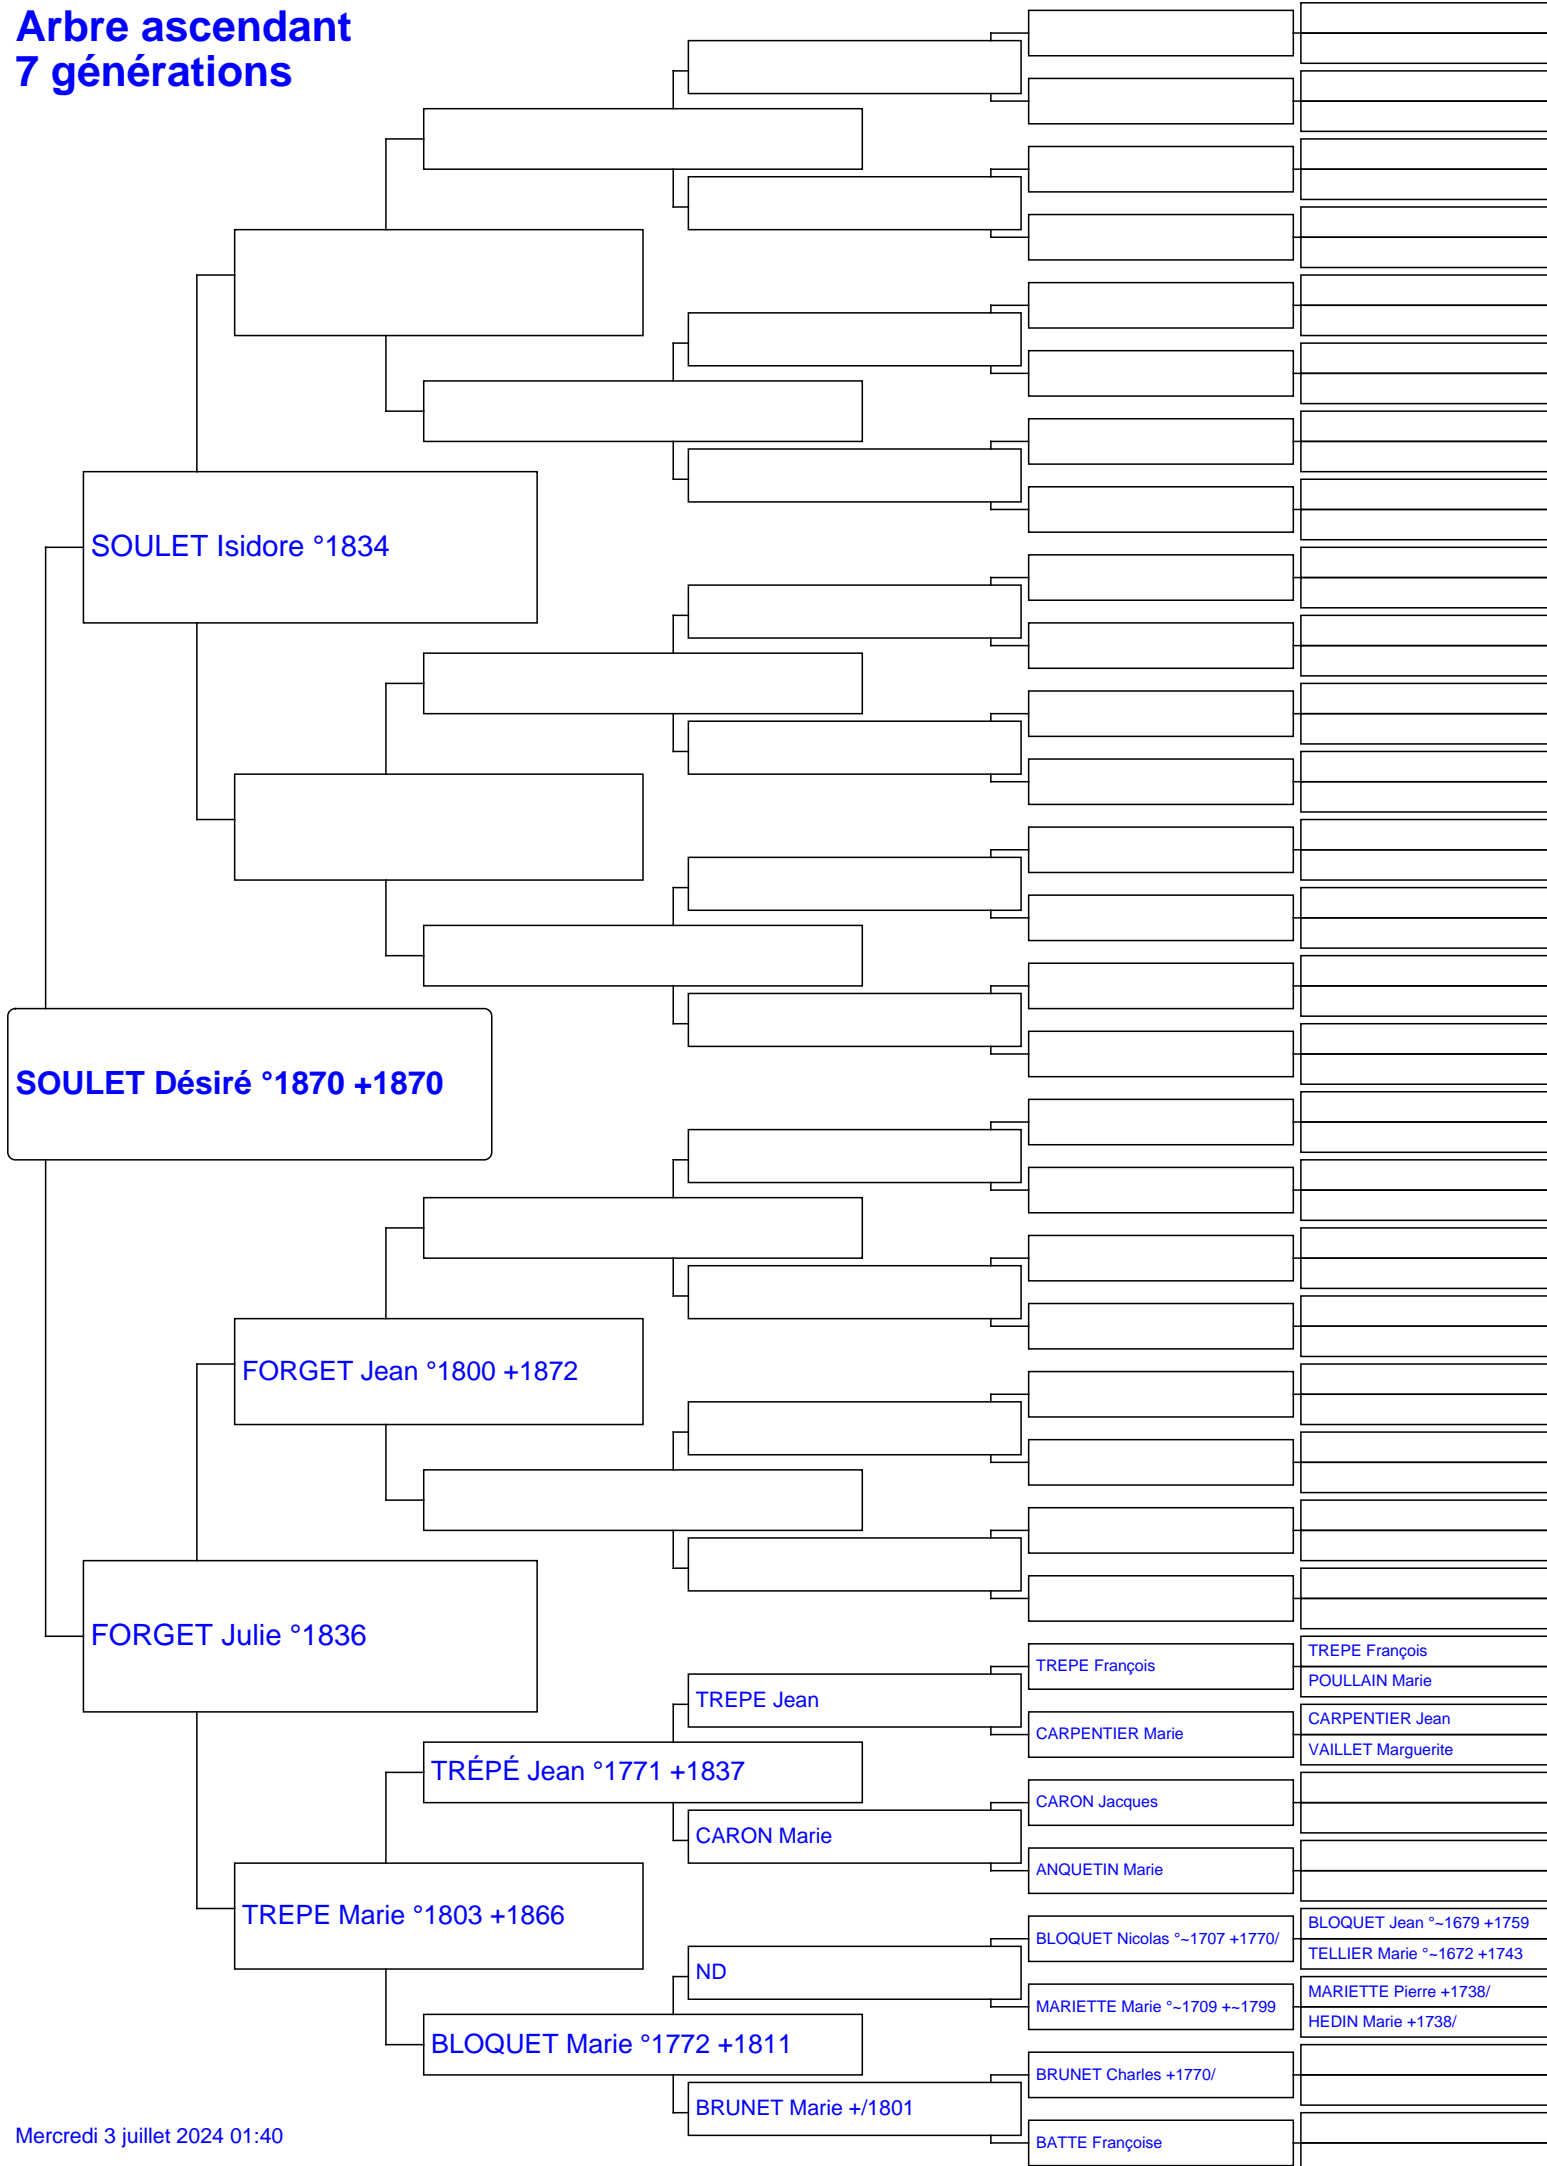 Arbre ascendant
7 générations
SOULET Isidore °1834
SOULET Désiré °1870 +1870
FORGET Jean °1800 +1872
FORGET Julie °1836
TREPE François
TREPE François
POULLAIN Marie
TREPE Jean
CARPENTIER Marie
CARPENTIER Jean
VAILLET Marguerite
TRÉPÉ Jean °1771 +1837
CARON Jacques
CARON Marie
ANQUETIN Marie
TREPE Marie °1803 +1866
BLOQUET Nicolas °~1707 +1770/
BLOQUET Jean °~1679 +1759
TELLIER Marie °~1672 +1743
ND
MARIETTE Marie °~1709 +~1799
MARIETTE Pierre +1738/
HEDIN Marie +1738/
BLOQUET Marie °1772 +1811
BRUNET Charles +1770/
BRUNET Marie +/1801
BATTE Françoise
Mercredi 3 juillet 2024 01:40